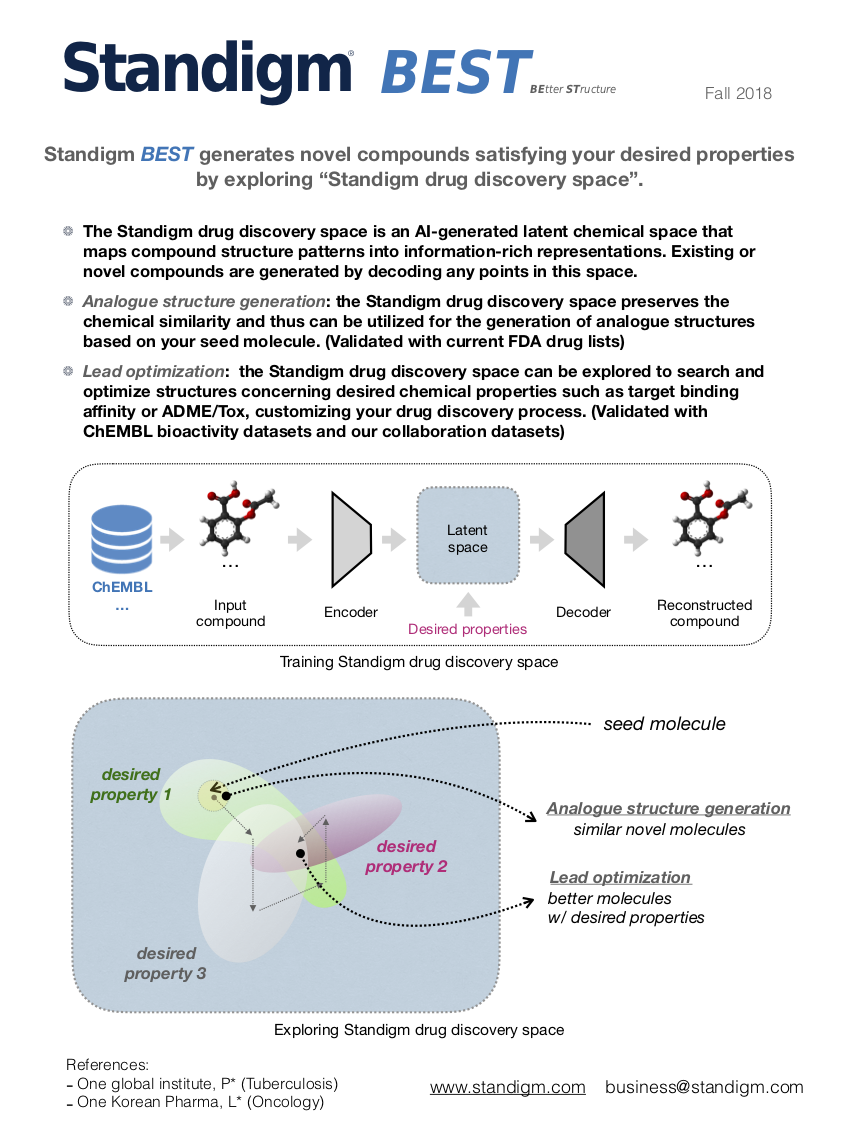 Standigm® BEST BEtter STructure
Fall 2018
Standigm BEST generates novel compounds satisfying your desired properties
by exploring “Standigm drug discovery space”.
The Standigm drug discovery space is an AI-generated latent chemical space that
maps compound structure patterns into information-rich representations. Existing or
novel compounds are generated by decoding any points in this space.
Analogue structure generation: the Standigm drug discovery space preserves the
chemical similarity and thus can be utilized for the generation of analogue structures
based on your seed molecule. (Validated with current FDA drug lists)
Lead optimization: the Standigm drug discovery space can be explored to search and
optimize structures concerning desired chemical properties such as target binding
affinity or ADME/Tox, customizing your drug discovery process. (Validated with
ChEMBL bioactivity datasets and our collaboration datasets)
ChEMBL
...
...
Input
compound
Encoder
Latent
space
Desired properties
Decoder
...
Reconstructed
compound
Training Standigm drug discovery space
seed molecule
desired
property 1
Analogue structure generation
similar novel molecules
desired
property 2
Lead optimization
better molecules
w/ desired properties
desired
property 3
Exploring Standigm drug discovery space
References:
- One global institute, P* (Tuberculosis)
- One Korean Pharma, L* (Oncology)
www.standigm.com business@standigm.com